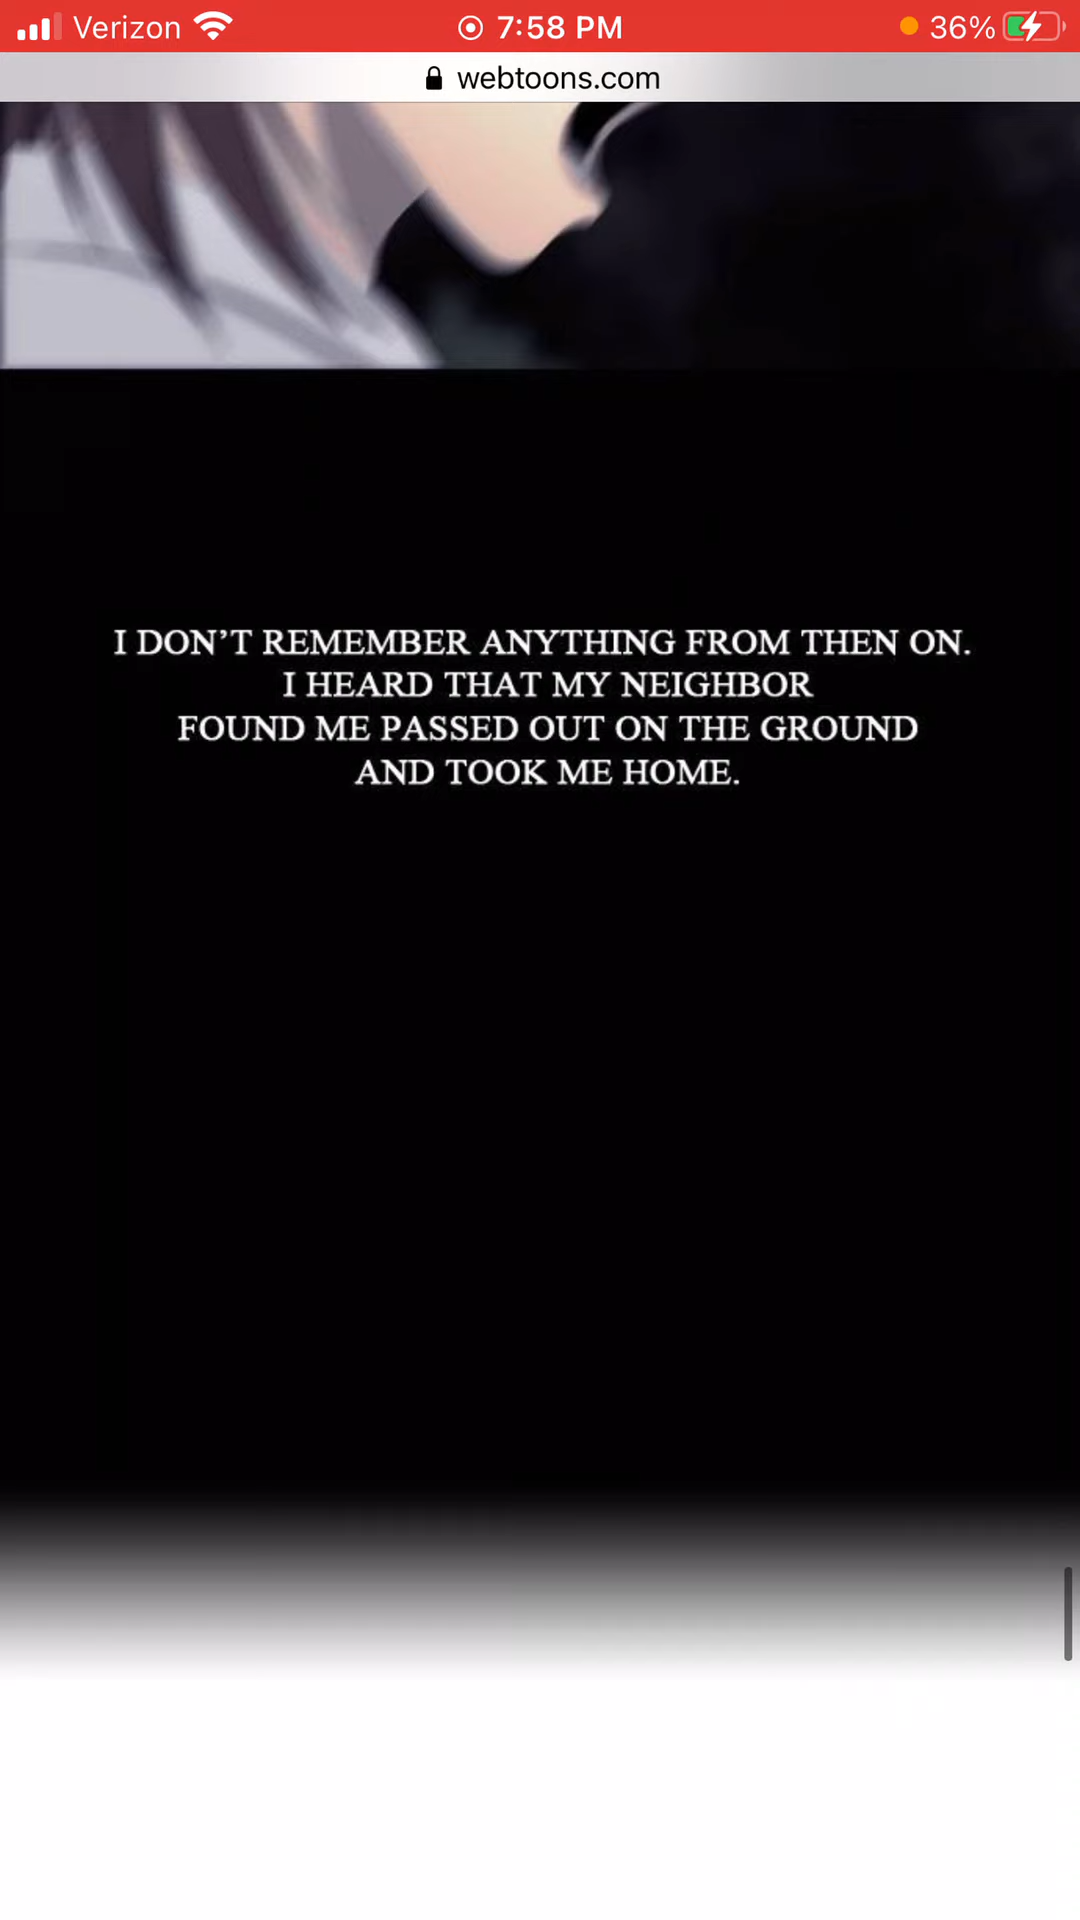 Verizon 7:58 PM 36%
webtoons.com
I DON’T REMEMBER ANYTHING FROM THEN ON.
I HEARD THAT MY NEIGHBOR
FOUND ME PASSED OUT ON THE GROUND
AND TOOK ME HOME.